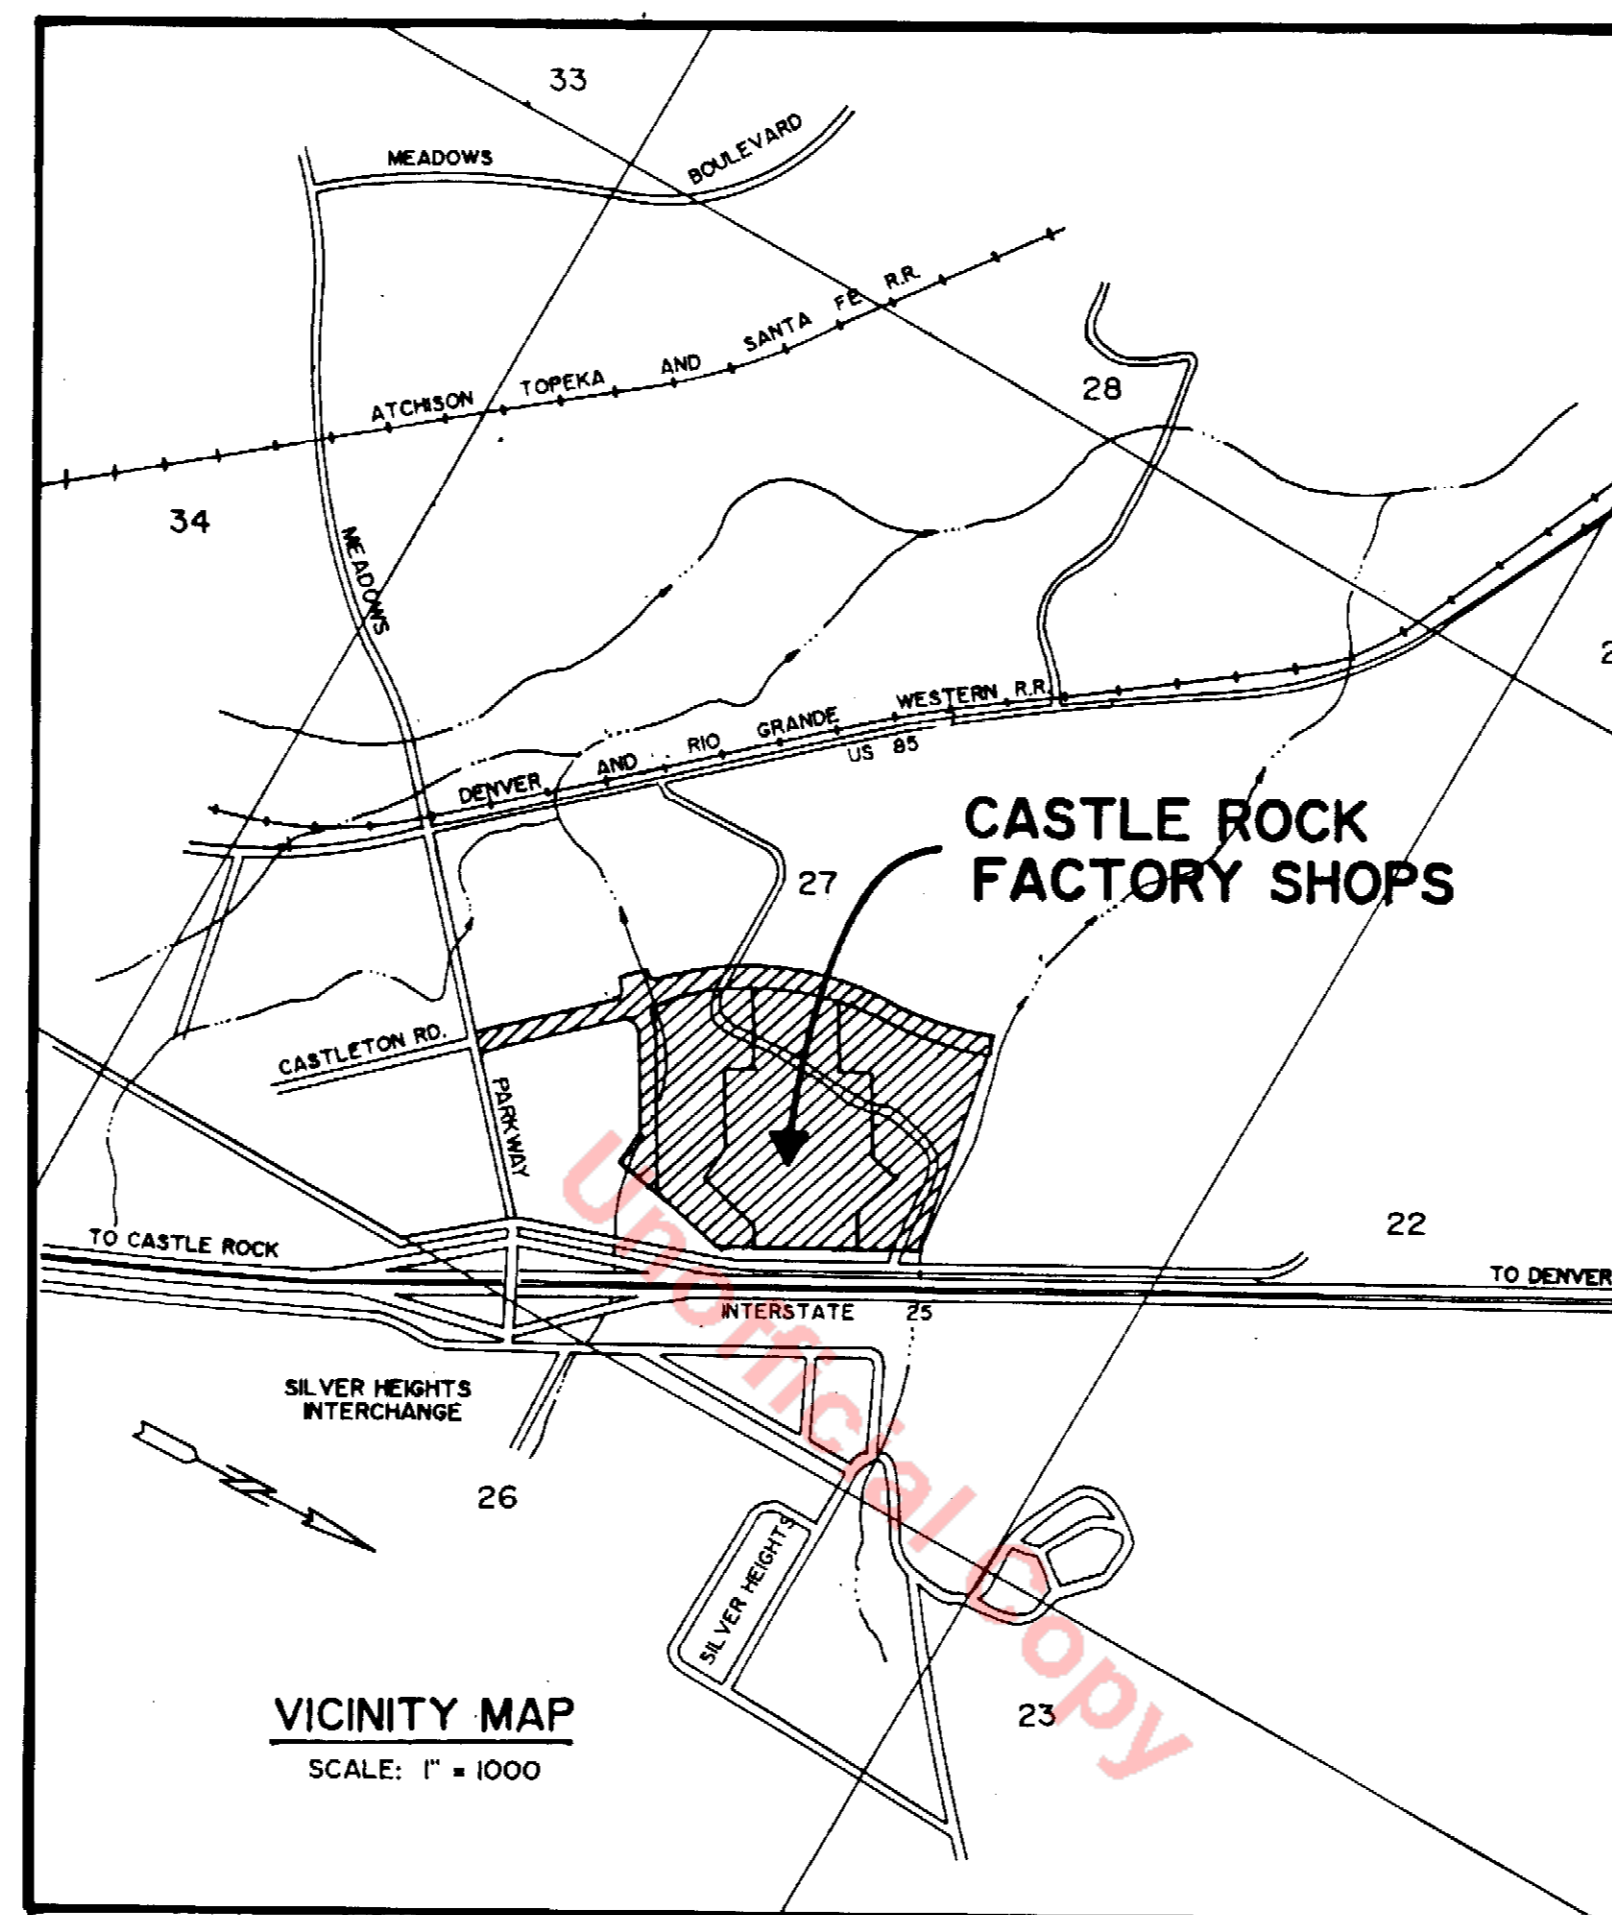 33
MEADOWS BOULEVARD
ATCHISON TOPEKA AND SANTA FE R.R.
28
34
MEADOWS
2
DENVER AND RIO GRANDE WESTERN R.R.
US 85
CASTLE ROCK
FACTORY SHOPS
27
CASTLETON RD.
PARKWAY
22
TO CASTLE ROCK
TO DENVER
INTERSTATE 25
SILVER HEIGHTS
INTERCHANGE
26
SILVER HEIGHTS
23
VICINITY MAP
SCALE: 1" = 1000
Unofficial Copy